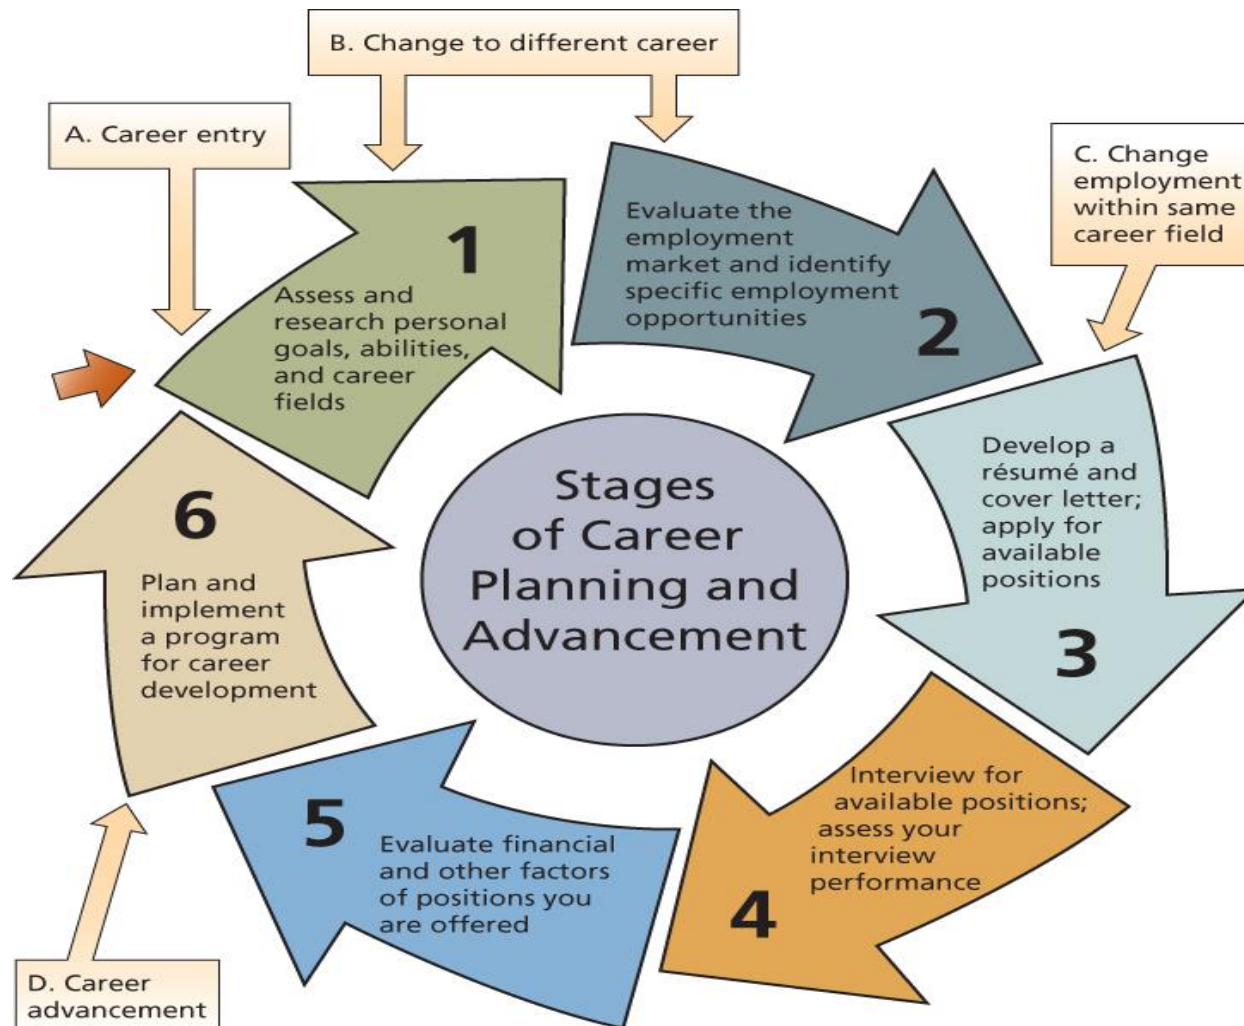 B. Change to different career
A. Career entry
C. Change
employment
within same
career field
1
Assess and
research personal
goals, abilities,
and career
fields
Evaluate the
employment
market and identify
specific employment
opportunities
2
Develop a
résumé and
cover letter;
apply for
available
positions
3
Stages
of Career
Planning and
Advancement
Interview for
available positions;
assess your
interview
performance
4
5
Evaluate financial
and other factors
of positions you
are offered
6
Plan and
implement
a program
for career
development
D. Career
advancement